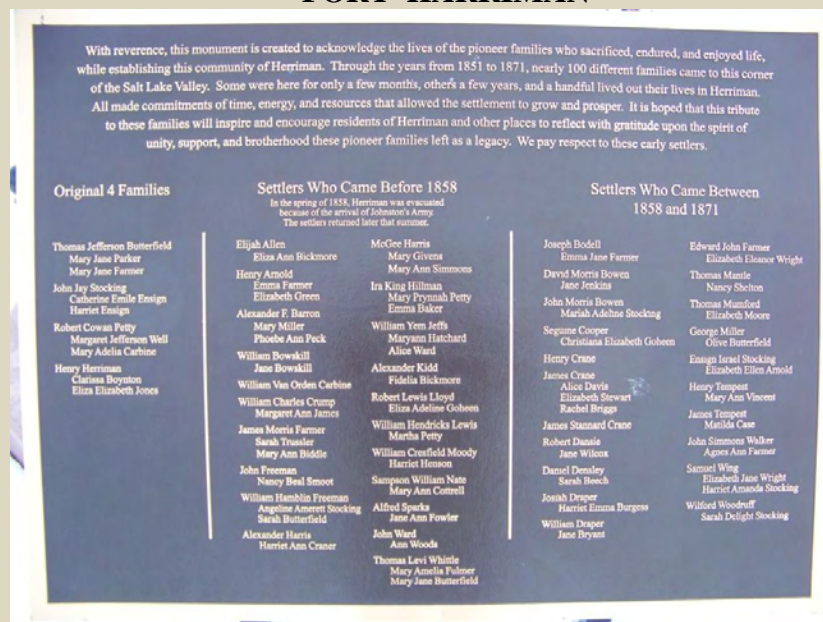 FORT HARRIMAN
With reverence, this monument is created to acknowledge the lives of the pioneer families who sacrificed, endured, and enjoyed life,
while establishing this community of Herriman. Through the years from 1851 to 1871, nearly 100 different families came to this corner
of the Salt Lake Valley. Some were here for only a few months, others a few years, and a handful lived out their lives in Herriman.
All made commitments of time, energy, and resources that allowed the settlement to grow and prosper. It is hoped that this tribute
to these families will inspire and encourage residents of Herriman and other places to reflect with gratitude upon the spirit of
unity, support, and brotherhood these pioneer families left as a legacy. We pay respect to these early settlers.
Original 4 Families
Thomas Jefferson Butterfield
Mary Jane Parker
Mary Jane Farmer
John Jay Stocking
Catherine Emile Ensign
Harriet Ensign
Robert Cowan Petty
Margaret Jefferson Well
Mary Adelia Carbine
Henry Herriman
Clarissa Boynton
Eliza Elizabeth Jones
Settlers Who Came Before 1858
In the spring of 1858, Herriman was evacuated
because of the arrival of Johnston's Army.
The settlers returned later that summer.
Elijah Allen
Eliza Ann Bickmore
Henry Arnold
Emma Farmer
Elizabeth Green
Alexander F. Barron
Mary Miller
Phoebe Ann Peck
William Bowskill
Jane Bowskill
William Van Orden Carbine
William Charles Crump
Margaret Ann James
James Morris Farmer
Sarah Trussler
Mary Ann Biddle
John Freeman
Nancy Beal Smoot
William Hamblin Freeman
Angeline Amerett Stocking
Sarah Butterfield
Alexander Harris
Harriet Ann Craner
McGee Harris
Mary Givens
Mary Ann Simmons
Ira King Hillman
Mary Prynnah Petty
Emma Baker
William Yem Jeffs
Maryann Hatchard
Alice Ward
Alexander Kidd
Fidelia Bickmore
Robert Lewis Lloyd
Eliza Adeline Goheen
William Hendricks Lewis
Martha Petty
William Cresfield Moody
Harriet Henson
Sampson William Nate
Mary Ann Cottrell
Alfred Sparks
Jane Ann Fowler
John Ward
Ann Woods
Thomas Levi Whittle
Mary Amelia Fulmer
Mary Jane Butterfield
Settlers Who Came Between
1858 and 1871
Joseph Bodell
Emma Jane Farmer
David Morris Bowen
Jane Jenkins
John Morris Bowen
Mariah Adeline Stocking
Seguine Cooper
Christiana Elizabeth Goheen
Henry Crane
James Crane
Alice Davis
Elizabeth Stewart
Rachel Briggs
James Stannard Crane
Robert Dansie
Jane Wilcox
Daniel Densley
Sarah Beech
Josiah Draper
Harriet Emma Burgess
William Draper
Jane Bryant
Edward John Farmer
Elizabeth Eleanor Wright
Thomas Mantle
Nancy Shelton
Thomas Mumford
Elizabeth Moore
George Miller
Olive Butterfield
Ensign Israel Stocking
Elizabeth Ellen Arnold
Henry Tempest
Mary Ann Vincent
James Tempest
Matilda Case
John Simmons Walker
Agnes Ann Farmer
Samuel Wing
Elizabeth Jane Wright
Harriet Amanda Stocking
Wilford Woodruff
Sarah Delight Stocking